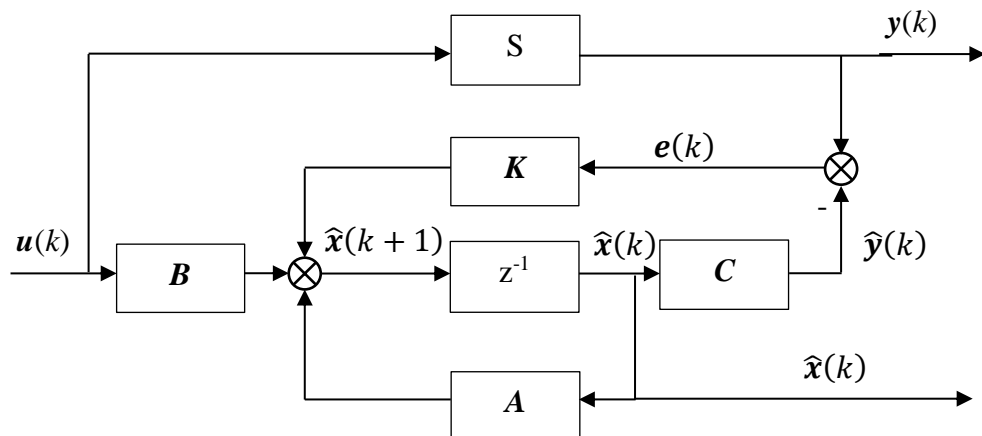 S
y(k)
K
e(k)
-
u(k)
B
x̂(k + 1)
z⁻¹
x̂(k)
C
ŷ(k)
A
x̂(k)